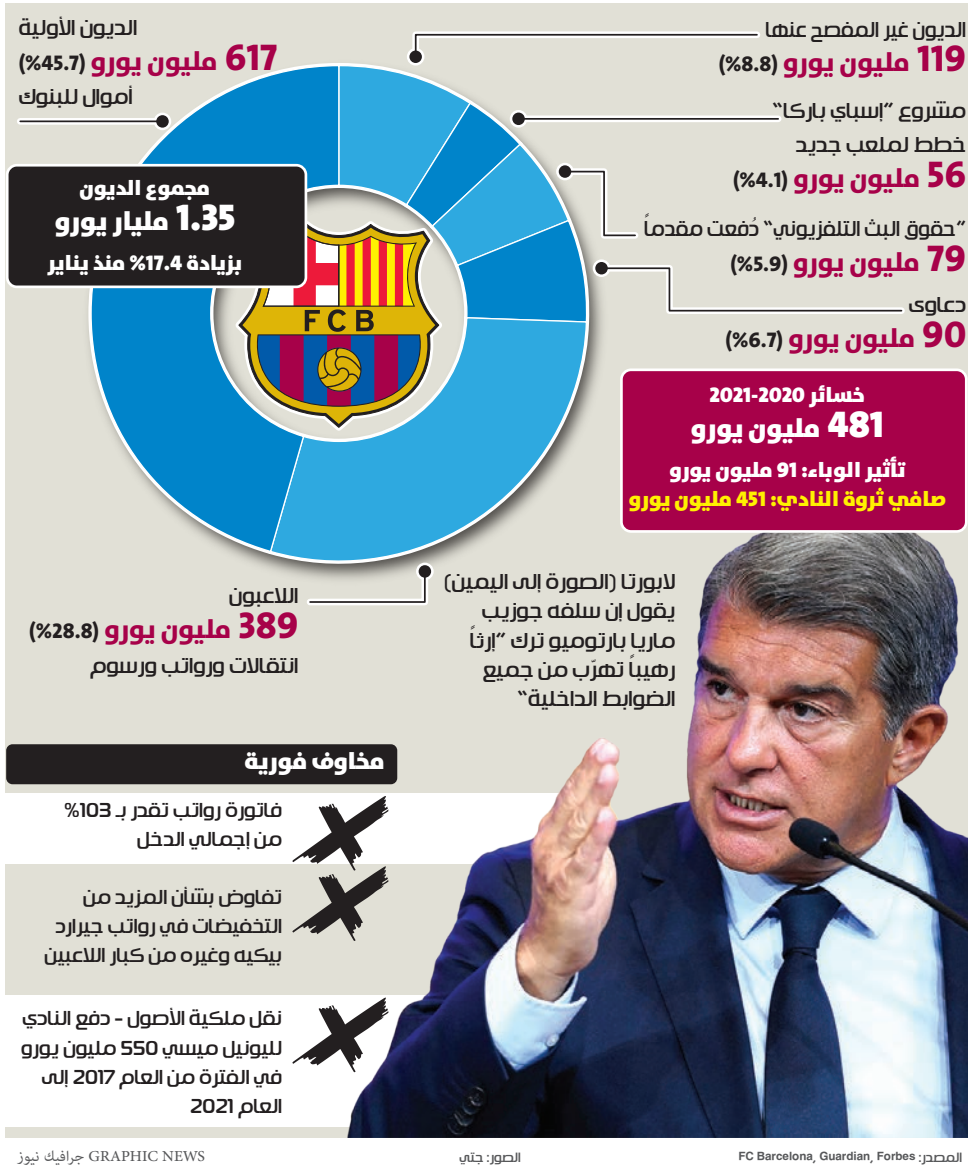 الديون الأولية
617 مليون يورو (45.7%)
أموال للبنوك
الديون غير المفصح عنها
119 مليون يورو (8.8%)
مشروع "إسباي باركا"
خطط لملعب جديد
56 مليون يورو (4.1%)
"حقوق البث التلفزيوني" دُفعت مقدماً
79 مليون يورو (5.9%)
دعاوى
90 مليون يورو (6.7%)
مجموع الديون
1.35 مليار يورو
بزيادة 17.4% منذ يناير
FCB
خسائر 2020-2021
481 مليون يورو
تأثير الوباء: 91 مليون يورو
صافي ثروة النادي: 451 مليون يورو
اللاعبون
389 مليون يورو (28.8%)
انتقالات ورواتب ورسوم
لابورتا (الصورة إلى اليمين)
يقول إن سلفه جوزيب
ماريا بارتوميو ترك "إرثاً
رهيباً تهرّب من جميع
الضوابط الداخلية"
مخاوف فورية
فاتورة رواتب تقدر بـ 103%
من إجمالي الدخل
تفاوض بشأن المزيد من
التخفيضات في رواتب جيرارد
بيكيه وغيره من كبار اللاعبين
نقل ملكية الأصول - دفع النادي
لليونيل ميسي 550 مليون يورو
في الفترة من العام 2017 إلى
العام 2021
المصدر: FC Barcelona, Guardian, Forbes
الصور: جتي
GRAPHIC NEWS جرافيك نيوز